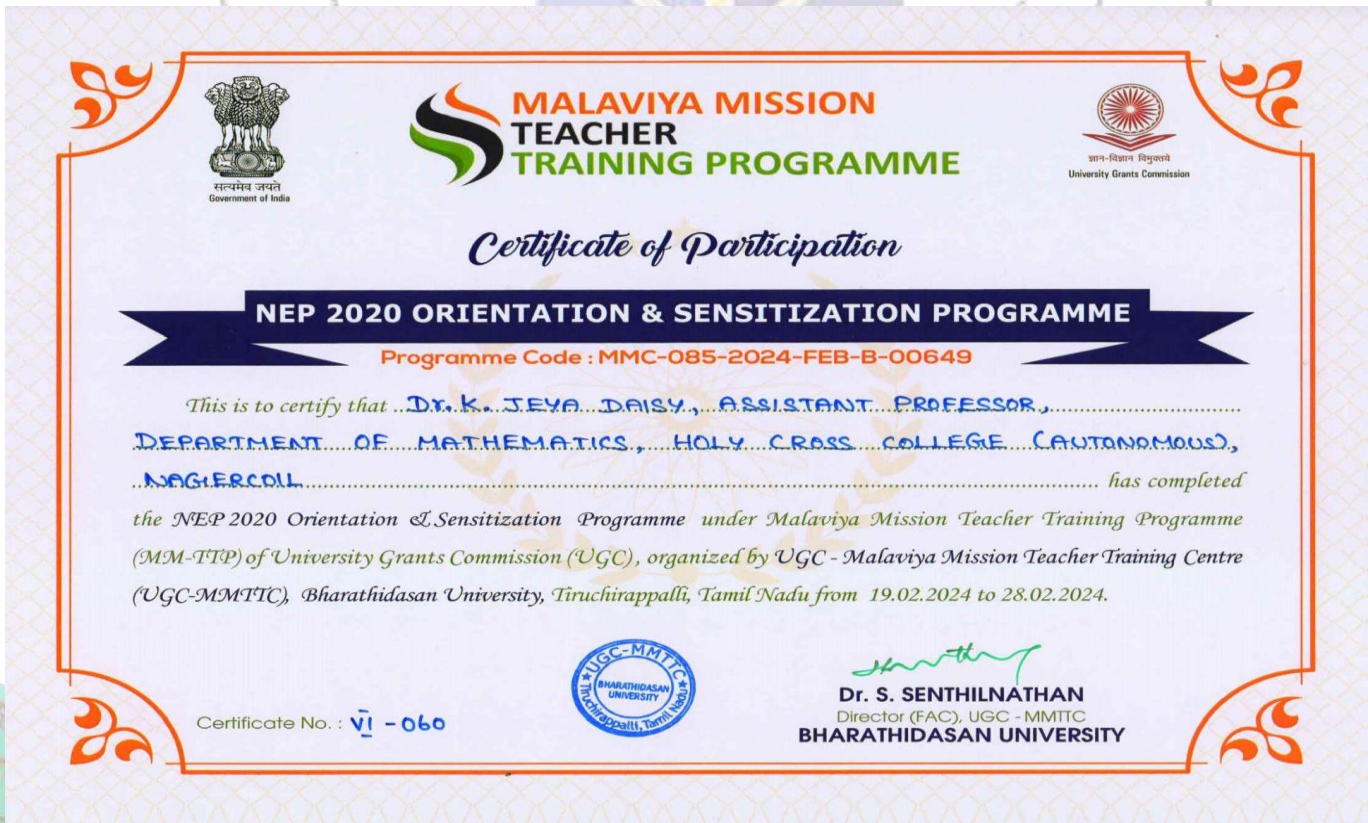 सत्यमेव जयते
Government of India
MALAVIYA MISSION
TEACHER
TRAINING PROGRAMME
ज्ञान-विज्ञान विमुक्तये
University Grants Commission
Certificate of Participation
NEP 2020 ORIENTATION & SENSITIZATION PROGRAMME
Programme Code : MMC-085-2024-FEB-B-00649
This is to certify that Dr. K. JEYA DAISY, ASSISTANT PROFESSOR,
DEPARTMENT OF MATHEMATICS, HOLY CROSS COLLEGE (AUTONOMOUS),
NAGERCOIL has completed
the NEP 2020 Orientation & Sensitization Programme under Malaviya Mission Teacher Training Programme
(MM-TTP) of University Grants Commission (UGC), organized by UGC - Malaviya Mission Teacher Training Centre
(UGC-MMTTC), Bharathidasan University, Tiruchirappalli, Tamil Nadu from 19.02.2024 to 28.02.2024.
UGC-MMTTC
BHARATHIDASAN
UNIVERSITY
Tiruchirappalli, Tamil Nadu
Dr. S. SENTHILNATHAN
Director (FAC), UGC - MMTTC
BHARATHIDASAN UNIVERSITY
Certificate No. : VI - 060